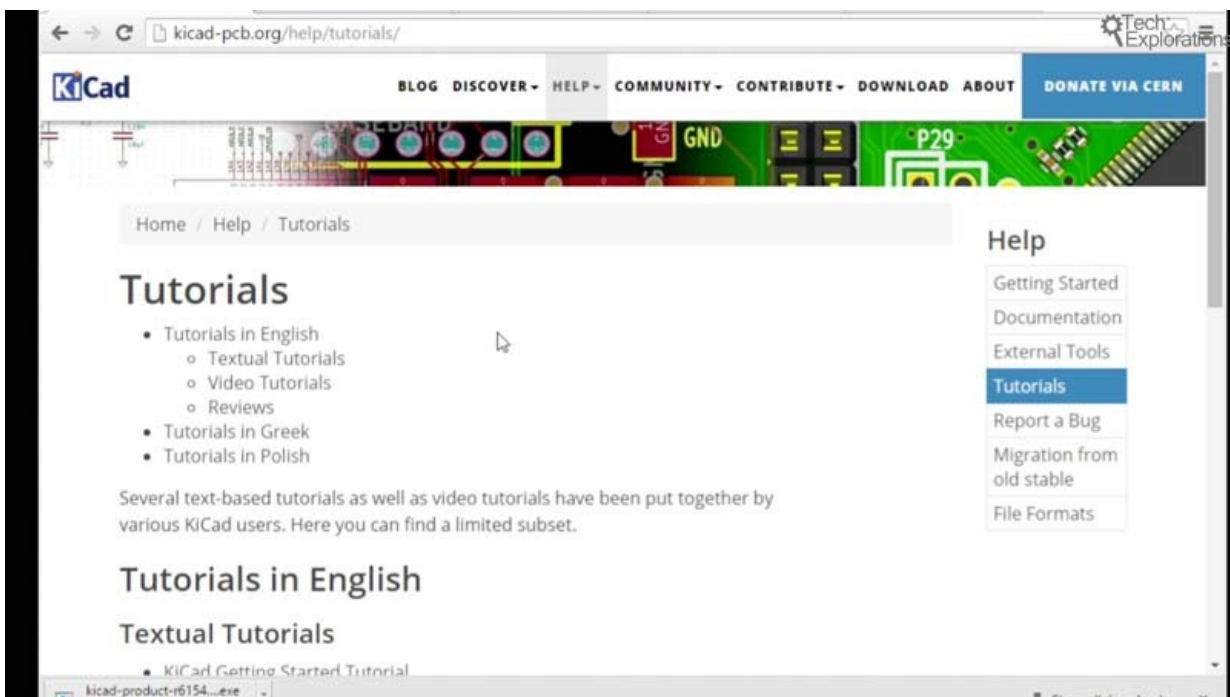 kicad-pcb.org/help/tutorials/
Tech
Explorations
KiCad
BLOG DISCOVER HELP COMMUNITY CONTRIBUTE DOWNLOAD ABOUT DONATE VIA CERN
GND
P29
Home / Help / Tutorials
Tutorials
• Tutorials in English
○ Textual Tutorials
○ Video Tutorials
○ Reviews
• Tutorials in Greek
• Tutorials in Polish
Several text-based tutorials as well as video tutorials have been put together by
various KiCad users. Here you can find a limited subset.
Tutorials in English
Textual Tutorials
• KiCad Getting Started Tutorial
Help
Getting Started
Documentation
External Tools
Tutorials
Report a Bug
Migration from
old stable
File Formats
kicad-product-r6154....exe